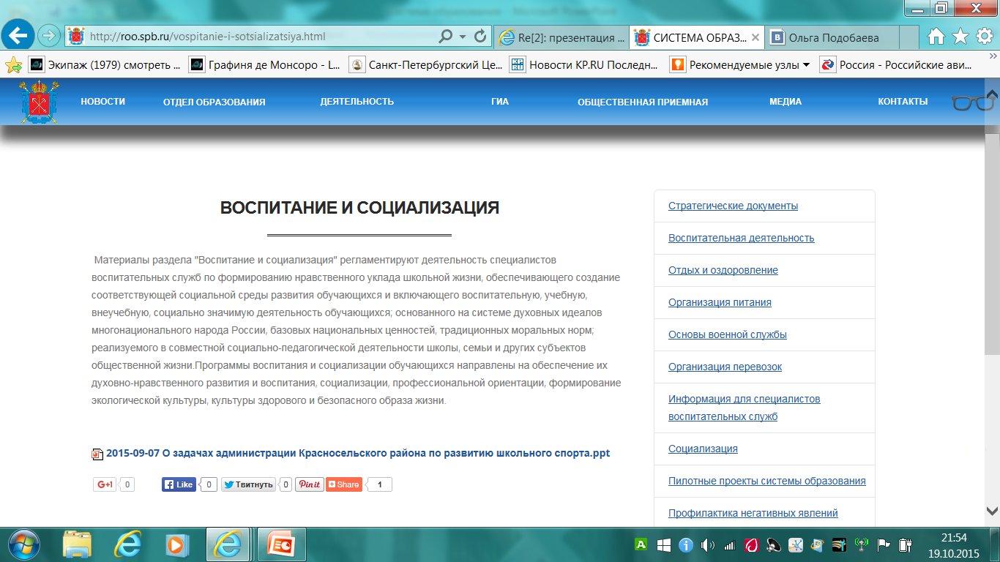 http://roo.spb.ru/vospitanie-i-sotsializatsiya.html
Re[2]: презентация ...
СИСТЕМА ОБРАЗ...
Ольга Подобаева
Экипаж (1979) смотреть ...
Графиня де Монсоро - L...
Санкт-Петербургский Це...
Новости KP.RU Последн...
Рекомендуемые узлы
Россия - Российские ави...
НОВОСТИ
ОТДЕЛ ОБРАЗОВАНИЯ
ДЕЯТЕЛЬНОСТЬ
ГИА
ОБЩЕСТВЕННАЯ ПРИЕМНАЯ
МЕДИА
КОНТАКТЫ
ВОСПИТАНИЕ И СОЦИАЛИЗАЦИЯ
Материалы раздела "Воспитание и социализация" регламентируют деятельность специалистов
воспитательных служб по формированию нравственного уклада школьной жизни, обеспечивающего создание
соответствующей социальной среды развития обучающихся и включающего воспитательную, учебную,
внеучебную, социально значимую деятельность обучающихся; основанного на системе духовных идеалов
многонационального народа России, базовых национальных ценностей, традиционных моральных норм;
реализуемого в совместной социально-педагогической деятельности школы, семьи и других субъектов
общественной жизни.Программы воспитания и социализации обучающихся направлены на обеспечение их
духовно-нравственного развития и воспитания, социализации, профессиональной ориентации, формирование
экологической культуры, культуры здорового и безопасного образа жизни.
2015-09-07 О задачах администрации Красносельского района по развитию школьного спорта.ppt
G+1 0 Like 0 Твитнуть 0 Pin it Share 1
Стратегические документы
Воспитательная деятельность
Отдых и оздоровление
Организация питания
Основы военной службы
Организация перевозок
Информация для специалистов
воспитательных служб
Социализация
Пилотные проекты системы образования
Профилактика негативных явлений
21:54
19.10.2015